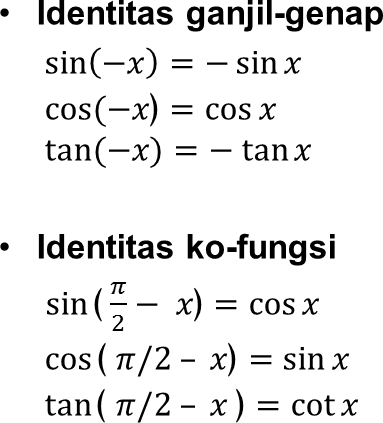 • Identitas ganjil-genap
sin(−x) = − sin x
cos(−x) = cos x
tan(−x) = − tan x
• Identitas ko-fungsi
sin(π/2 − x) = cos x
cos( π/2 – x) = sin x
tan( π/2 – x ) = cot x